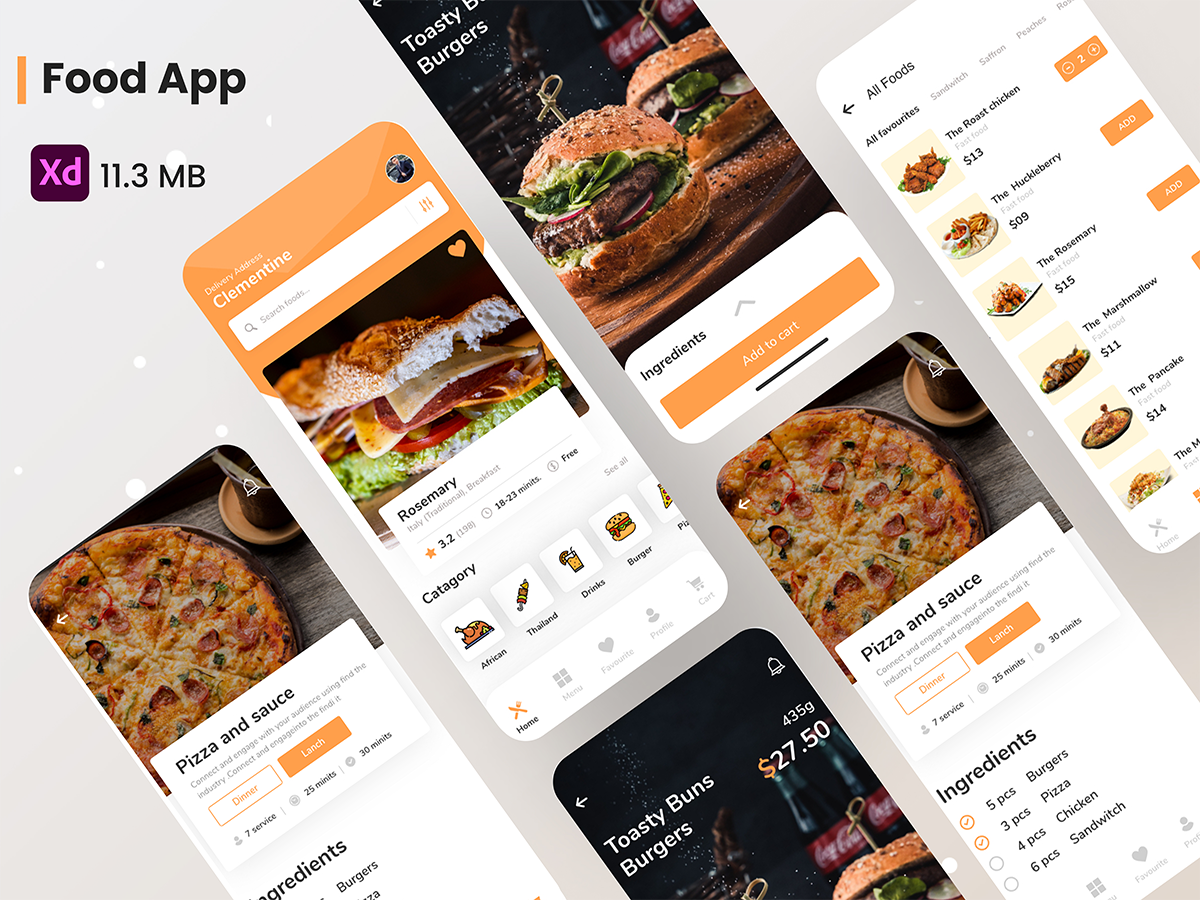 Food App
Xd
11.3 MB
Toasty Buns
Burgers
Coca-Cola
Ingredients
Add to cart
Delivery Address
Clementine
Search foods...
Rosemary
Italy (Traditional), Breakfast
3.2 (198)
18-23 minits.
Free
Catagory
See all
African
Thailand
Drinks
Burger
Home
Menu
Favourite
Profile
Cart
All Foods
All favourites
Sandwitch
Saffron
Peaches
The Roast chicken
Fast food
$13
2
The Huckleberry
Fast food
$09
ADD
The Rosemary
Fast food
$15
ADD
The Marshmallow
Fast food
$11
The Pancake
Fast food
$14
The M
Home
Pizza and sauce
Connect and engage with your audience using find the
industry .Connect and engageinto the findi it
Dinner
Lanch
7 service
25 minits
30 minits
Ingredients
Burgers
435g
$27.50
Toasty Buns
Burgers
Coca-Cola
Pizza and sauce
Connect and engage with your audience using find the
industry .Connect and engageinto the findi it
Dinner
Lanch
7 service
25 minits
30 minits
Ingredients
5 pcs Burgers
3 pcs Pizza
4 pcs Chicken
6 pcs Sandwitch
Favourite